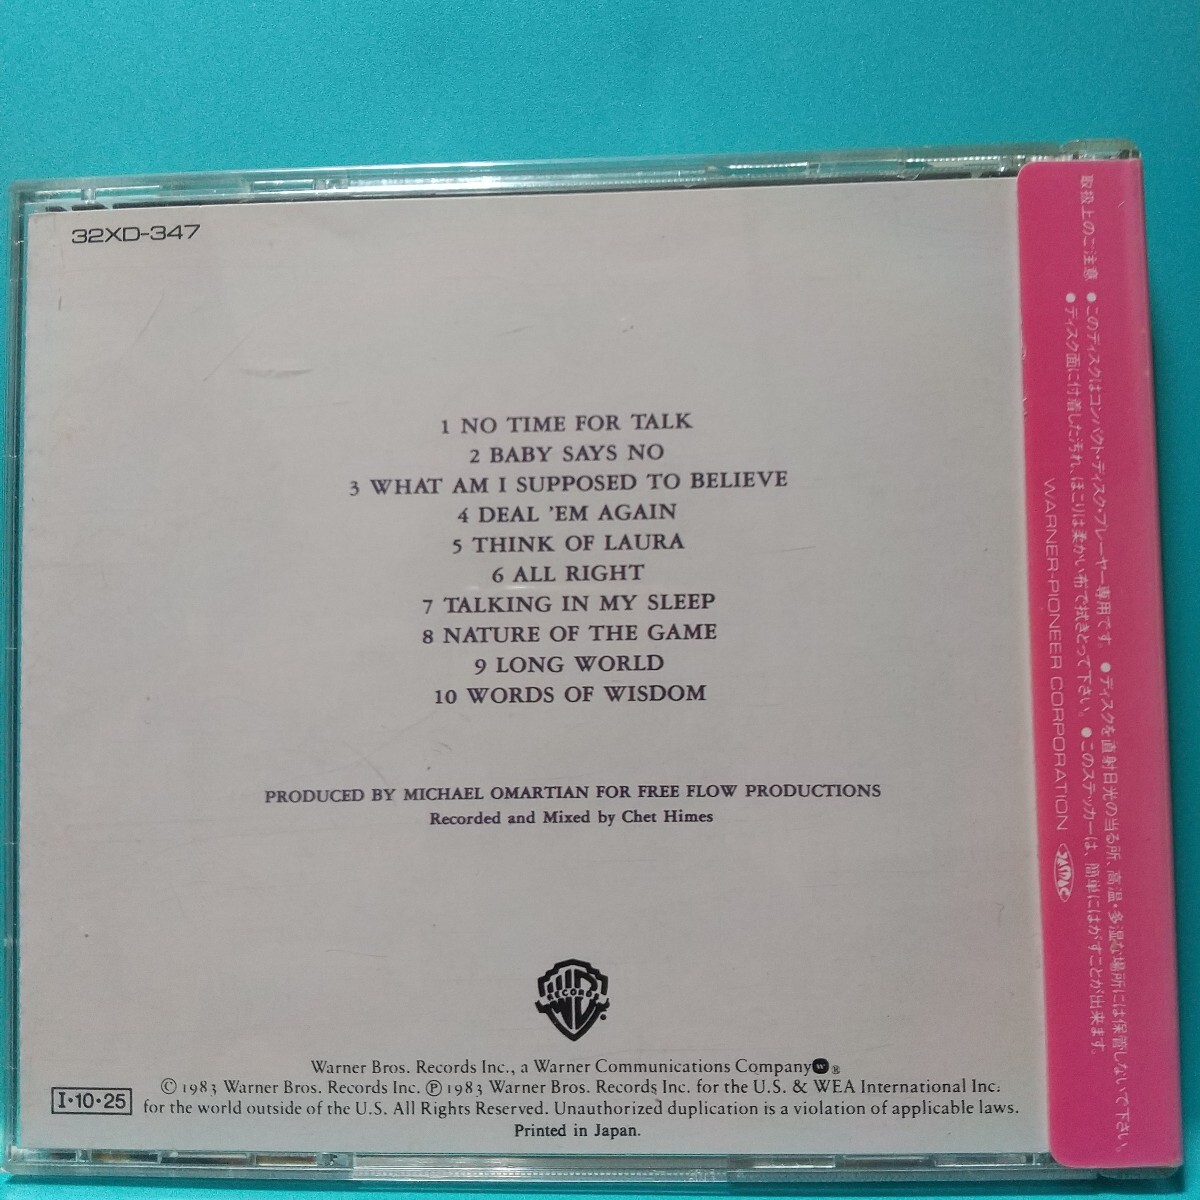 32XD-347
1 NO TIME FOR TALK
2 BABY SAYS NO
3 WHAT AM I SUPPOSED TO BELIEVE
4 DEAL 'EM AGAIN
5 THINK OF LAURA
6 ALL RIGHT
7 TALKING IN MY SLEEP
8 NATURE OF THE GAME
9 LONG WORLD
10 WORDS OF WISDOM
PRODUCED BY MICHAEL OMARTIAN FOR FREE FLOW PRODUCTIONS
Recorded and Mixed by Chet Himes
RECORDS
Warner Bros. Records Inc., a Warner Communications Company ®
© 1983 Warner Bros. Records Inc. ℗ 1983 Warner Bros. Records Inc. for the U.S. & WEA International Inc.
for the world outside of the U.S. All Rights Reserved. Unauthorized duplication is a violation of applicable laws.
Printed in Japan.
I·10·25
取扱上のご注意 ●このディスクはコンパクト・ディスク・プレーヤー専用です。●ディスクを直射日光の当る所、高温・多湿な場所には保管しないで下さい。
●ディスク面に付着した汚れ、ほこりは柔かい布で拭きとって下さい。●このステッカーは、簡単にはがすことが出来ます。
WARNER-PIONEER CORPORATION JASRAC